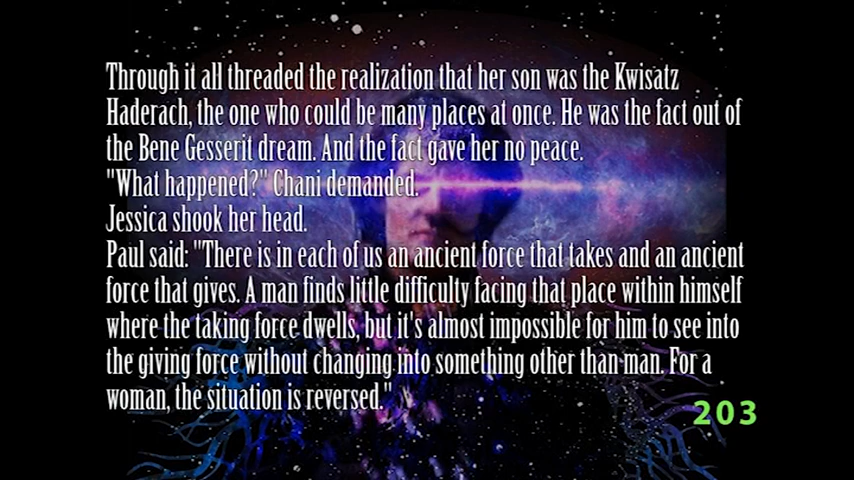 Through it all threaded the realization that her son was the Kwisatz
Haderach, the one who could be many places at once. He was the fact out of
the Bene Gesserit dream. And the fact gave her no peace.
"What happened?" Chani demanded.
Jessica shook her head.
Paul said: "There is in each of us an ancient force that takes and an ancient
force that gives. A man finds little difficulty facing that place within himself
where the taking force dwells, but it's almost impossible for him to see into
the giving force without changing into something other than man. For a
woman, the situation is reversed."
203